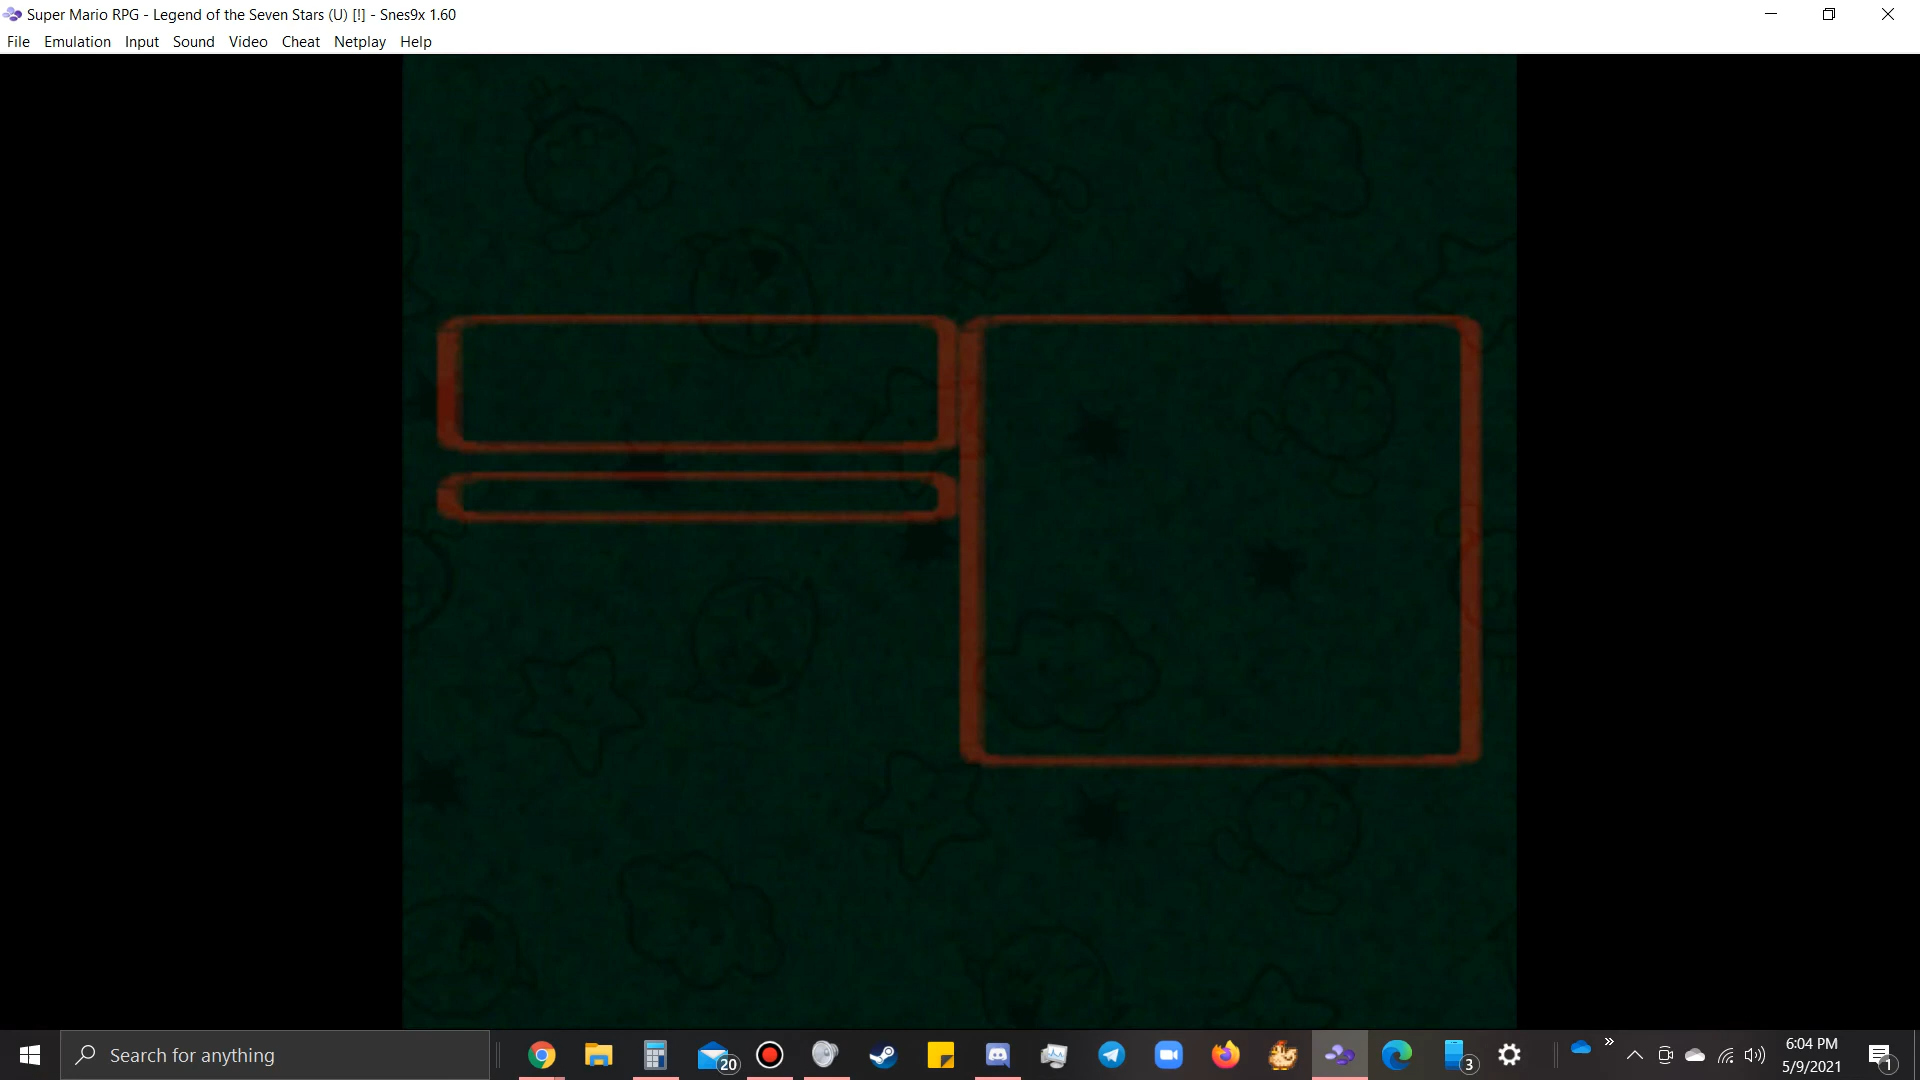 Super Mario RPG - Legend of the Seven Stars (U) [!] - Snes9x 1.60
File Emulation Input Sound Video Cheat Netplay Help
Search for anything
20
3
6:04 PM
5/9/2021
1